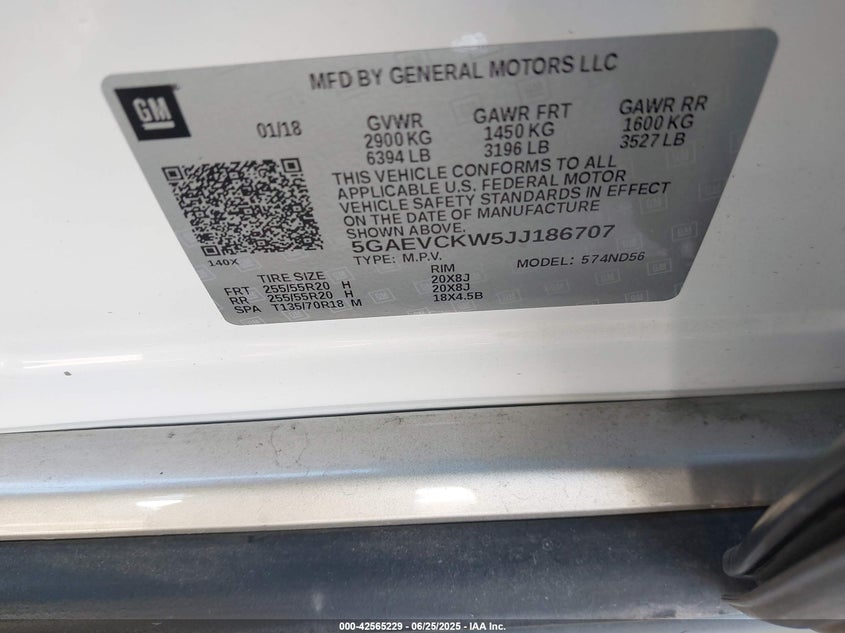 MFD BY GENERAL MOTORS LLC
GM
01/18
GVWR
2900 KG
6394 LB
GAWR FRT
1450 KG
3196 LB
GAWR RR
1600 KG
3527 LB
THIS VEHICLE CONFORMS TO ALL
APPLICABLE U.S. FEDERAL MOTOR
VEHICLE SAFETY STANDARDS IN EFFECT
ON THE DATE OF MANUFACTURE
SHOWN ABOVE.
5GAEVCKW5JJ186707
140X
TYPE: M.P.V. MODEL: 574ND56
TIRE SIZE RIM
FRT 255/55R20 H 20X8J
RR 255/55R20 H 20X8J
SPA T135/70R18 M 18X4.5B
000-42565229 - 06/25/2025 - IAA Inc.